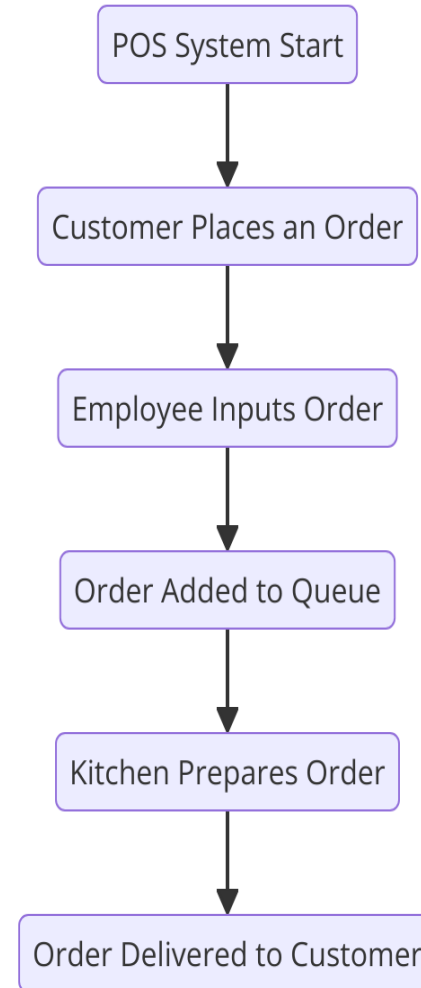 POS System Start
Customer Places an Order
Employee Inputs Order
Order Added to Queue
Kitchen Prepares Order
Order Delivered to Customer